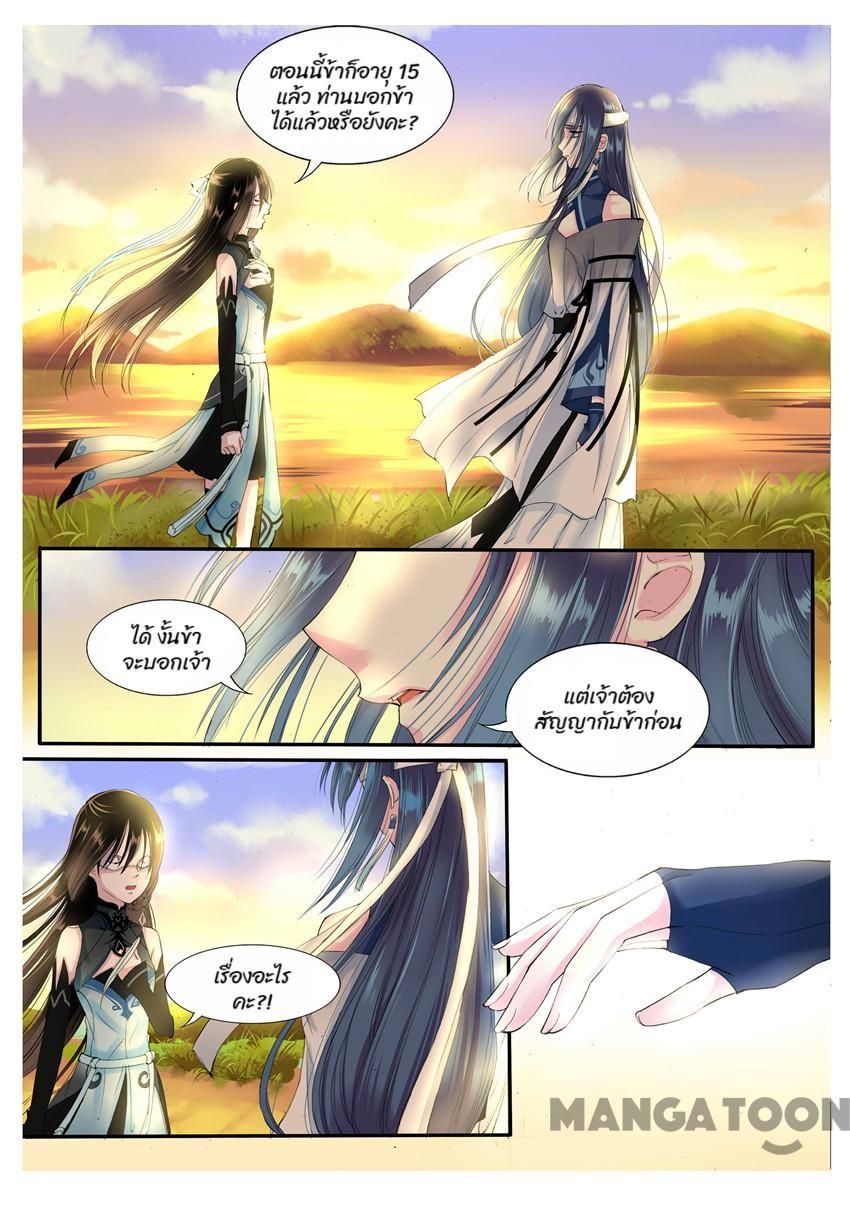 ตอนนี้ข้าก็อายุ 15
แล้ว ท่านบอกข้า
ได้แล้วหรือยังคะ?
ได้ งั้นข้า
จะบอกเจ้า
แต่เจ้าต้อง
สัญญากับข้าก่อน
เรื่องอะไร
คะ?!
MANGATOON